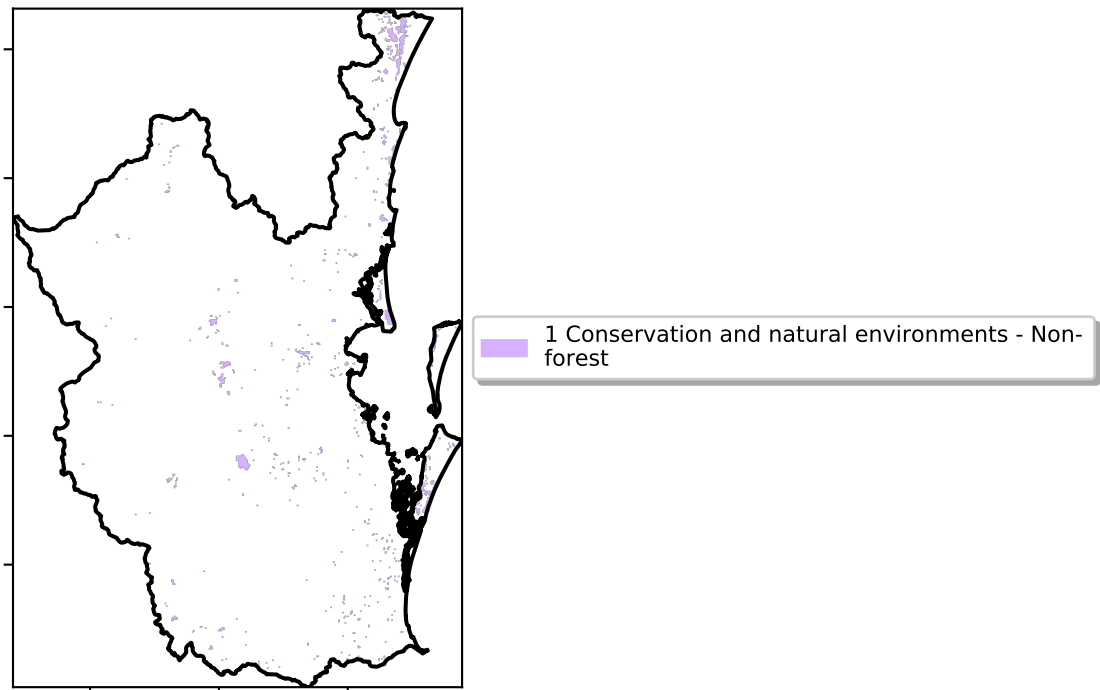 1 Conservation and natural environments - Non-
forest